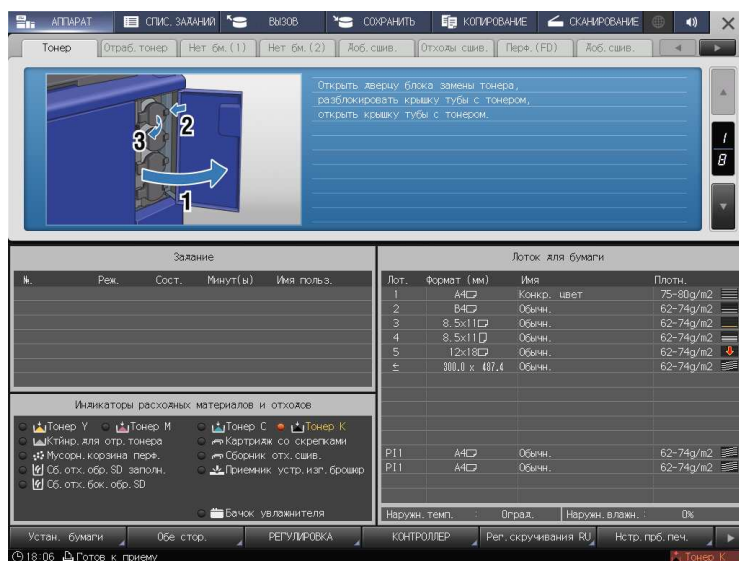 АППАРАТ СПИС. ЗАДАНИЙ ВЫЗОВ СОХРАНИТЬ КОПИРОВАНИЕ СКАНИРОВАНИЕ
Тонер Отраб. тонер Нет бм.(1) Нет бм.(2) Доб. сшив. Отходы сшив. Перф.(FD) Доб. сшив.
Открыть дверцу блока замены тонера,
разблокировать крышку тубы с тонером,
открыть крышку тубы с тонером.
1
2
3
1
8
Задание
№. Реж. Сост. Минут(ы) Имя польз.
Лоток для бумаги
Лот. Формат (мм) Имя Плотн.
1 A4 Конкр. цвет 75-80g/m2
2 B4 Обычн. 62-74g/m2
3 8.5x11 Обычн. 62-74g/m2
4 8.5x11 Обычн. 62-74g/m2
5 12x18 Обычн. 62-74g/m2
300.0 x 487.4 Обычн. 62-74g/m2
PI1 A4 Обычн. 62-74g/m2
PI1 A4 Обычн. 62-74g/m2
Наружн. темп. : 0град. Наружн. влажн. : 0%
Индикаторы расходных материалов и отходов
Тонер Y Тонер M Тонер C Тонер K
Ктйнр. для отр. тонера Картридж со скрепками
Мусорн. корзина перф. Сборник отх. сшив.
Сб. отх. обр. SD заполн. Приемник устр. изг. брошюр
Сб. отх. бок. обр. SD
Бачок увлажнителя
Устан. бумаги Обе стор. РЕГУЛИРОВКА КОНТРОЛЛЕР Рег. скручивания RU Нстр. прб. печ.
18:06 Готов к приему Тонер K